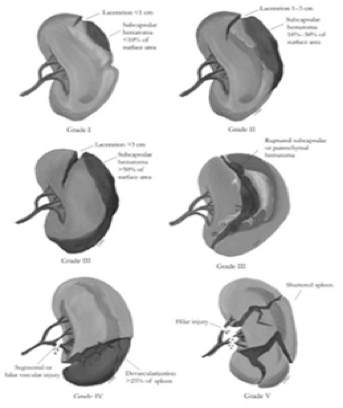 Laceration <1 cm
Subcapsular
hematoma
<10% of
surface area
Grade I
Laceration 1–3 cm
Subcapsular
hematoma
10%–50% of
surface area
Grade II
Laceration >3 cm
Subcapsular
hematoma
>50% of
surface area
Grade III
Ruptured subcapsular
or parenchymal
hematoma
Grade III
Segmental or
hilar vascular injury
Devascularization
>25% of spleen
Grade IV
Shattered spleen
Hilar injury
Grade V